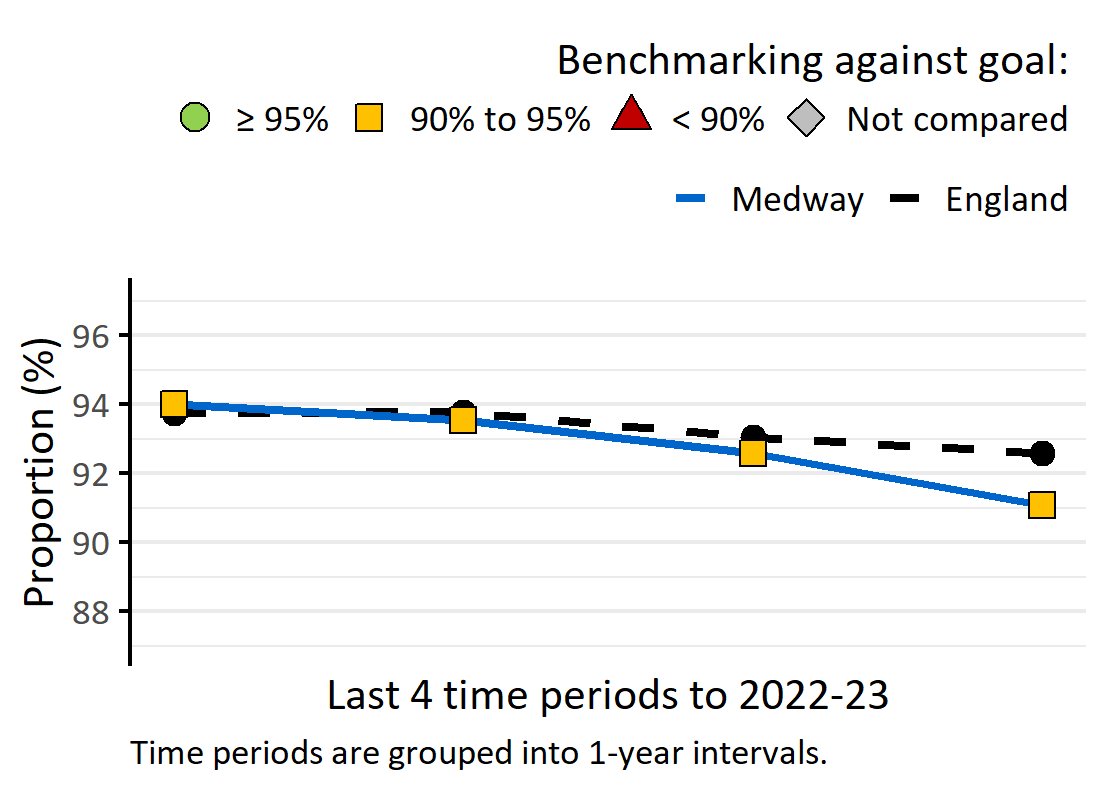 Benchmarking against goal:
≥ 95% 90% to 95% < 90% Not compared
Medway England
Proportion (%)
96
94
92
90
88
Last 4 time periods to 2022-23
Time periods are grouped into 1-year intervals.